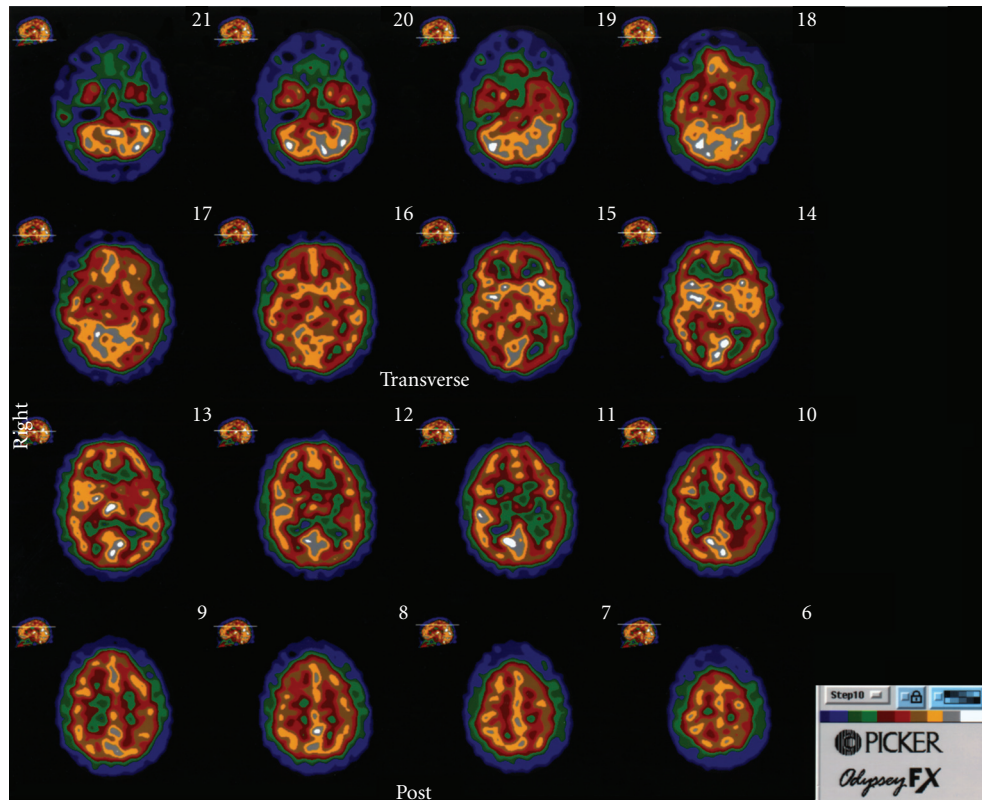 21 20 19 18
17 16 15 14
Transverse
Right
13 12 11 10
9 8 7 6
Step10
PICKER
Odyssey FX
Post